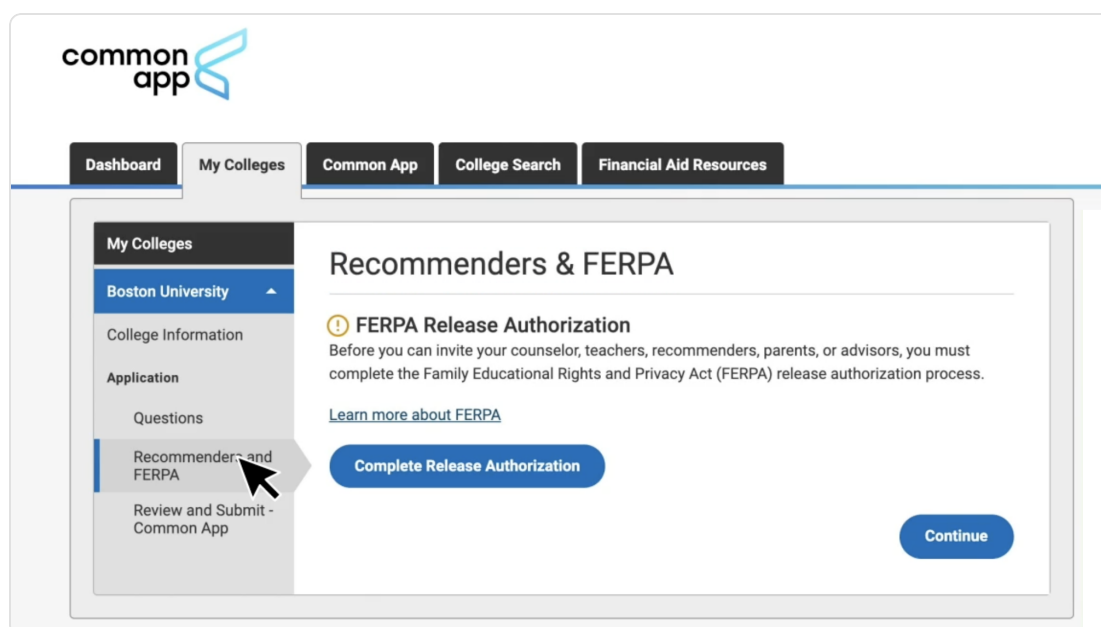 common
app
Dashboard
My Colleges
Common App
College Search
Financial Aid Resources
My Colleges
Boston University
College Information
Application
Questions
Recommenders and
FERPA
Review and Submit -
Common App
Recommenders & FERPA
FERPA Release Authorization
Before you can invite your counselor, teachers, recommenders, parents, or advisors, you must
complete the Family Educational Rights and Privacy Act (FERPA) release authorization process.
Learn more about FERPA
Complete Release Authorization
Continue